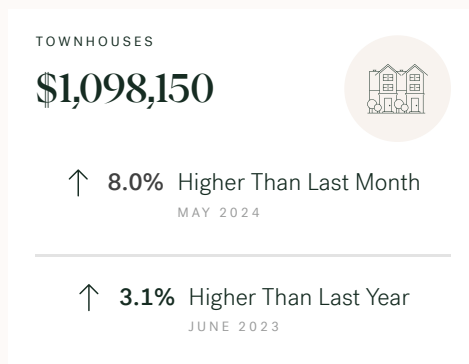 TOWNHOUSES
$1,098,150
↑ 8.0% Higher Than Last Month
MAY 2024
↑ 3.1% Higher Than Last Year
JUNE 2023